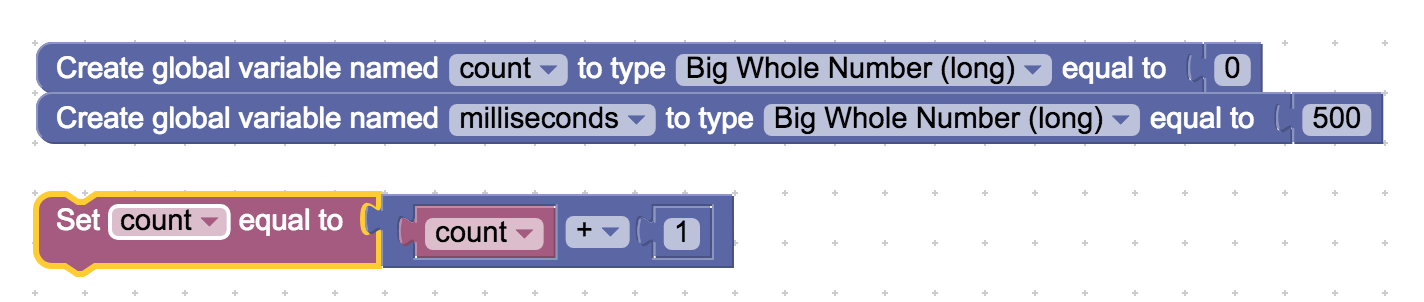 Create global variable named count to type Big Whole Number (long) equal to 0
Create global variable named milliseconds to type Big Whole Number (long) equal to 500
Set count equal to count + 1